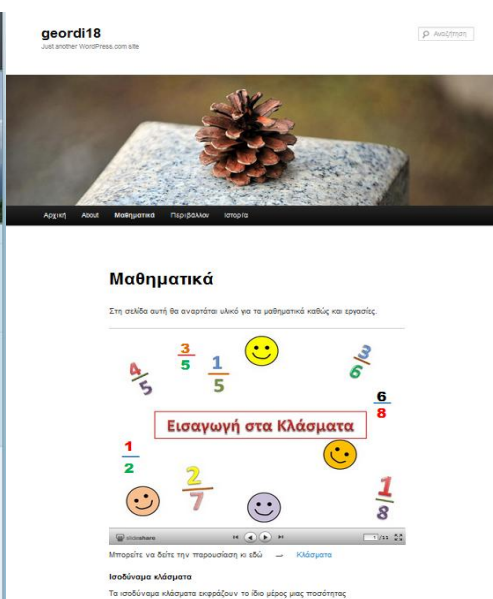 geordi18
Just another WordPress.com site
Αναζήτηση
Αρχική About Μαθηματικά Περιβάλλον Ιστορία
Μαθηματικά
Στη σελίδα αυτή θα αναρτάται υλικό για τα μαθηματικά καθώς και εργασίες.
4/5 3/5 1/5 3/6
6/8
Εισαγωγή στα Κλάσματα
1/2 2/7 1/8
slideshare 1 /11
Μπορείτε να δείτε την παρουσίαση κι εδώ → Κλάσματα
Ισοδύναμα κλάσματα
Τα ισοδύναμα κλάσματα εκφράζουν το ίδιο μέρος μιας ποσότητας